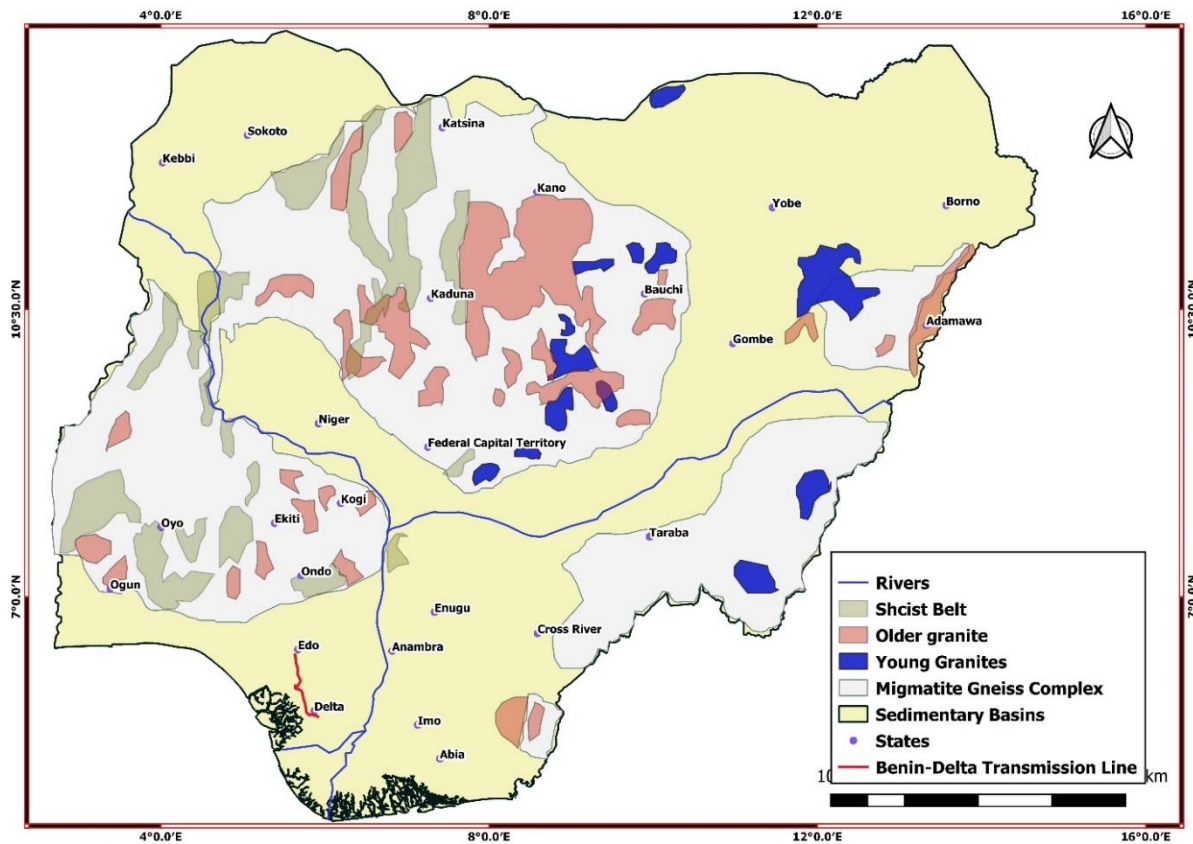 4°0.0'E 8°0.0'E 12°0.0'E 16°0.0'E
Katsina
Sokoto
Kebbi
Kano
Yobe
Borno
10°30.0'N
Kaduna
Bauchi
10°30.0'N
Adamawa
Gombe
Niger
Federal Capital Territory
Kogi
Oyo
Ekiti
Taraba
Ondo
Ogun
7°0.0'N
Enugu
7°0.0'N
Cross River
Edo
Anambra
Delta
Imo
Abia
Rivers
Shcist Belt
Older granite
Young Granites
Migmatite Gneiss Complex
Sedimentary Basins
States
Benin-Delta Transmission Line
km
4°0.0'E 8°0.0'E 12°0.0'E 16°0.0'E